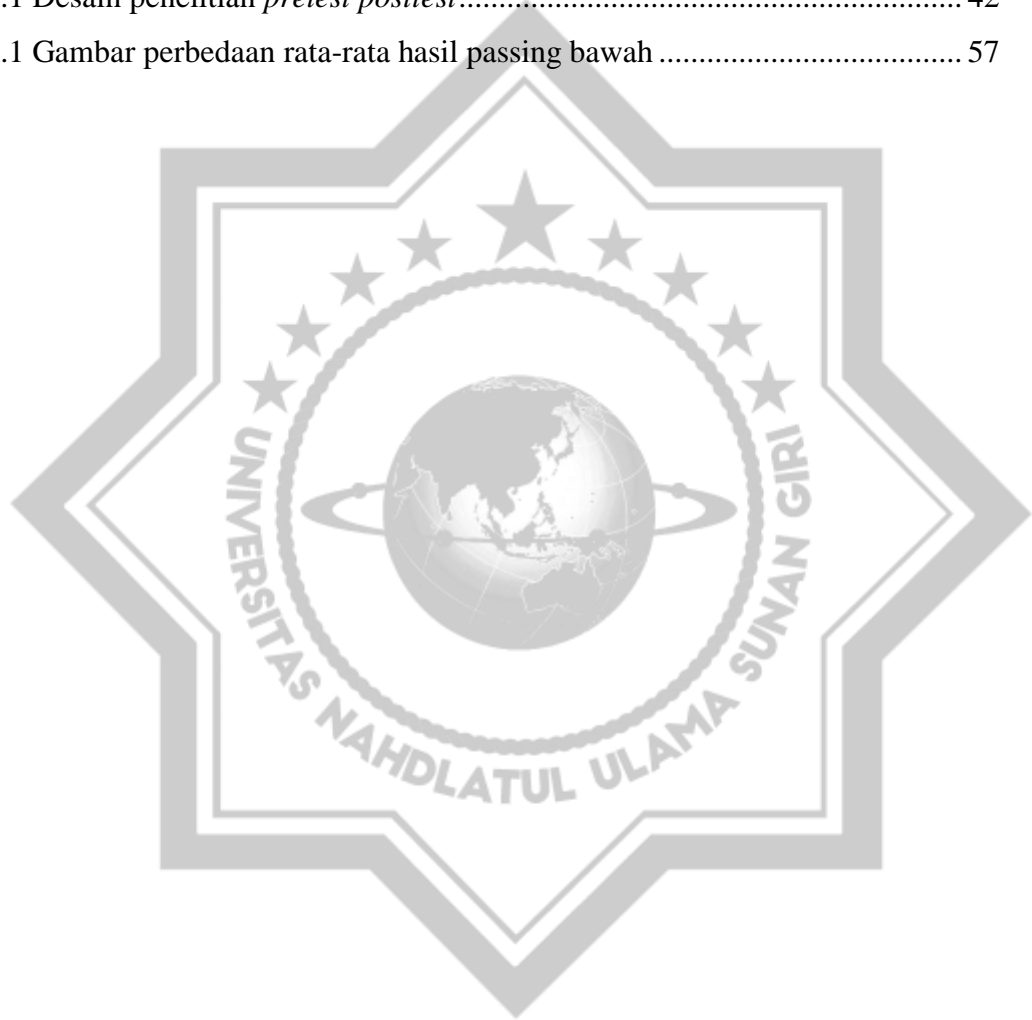 .1 Desain penelitian pretest posttest.......................................................... 42
.1 Gambar perbedaan rata-rata hasil passing bawah .................................. 57
UNIVERSITAS NAHDLATUL ULAMA SUNAN GIRI